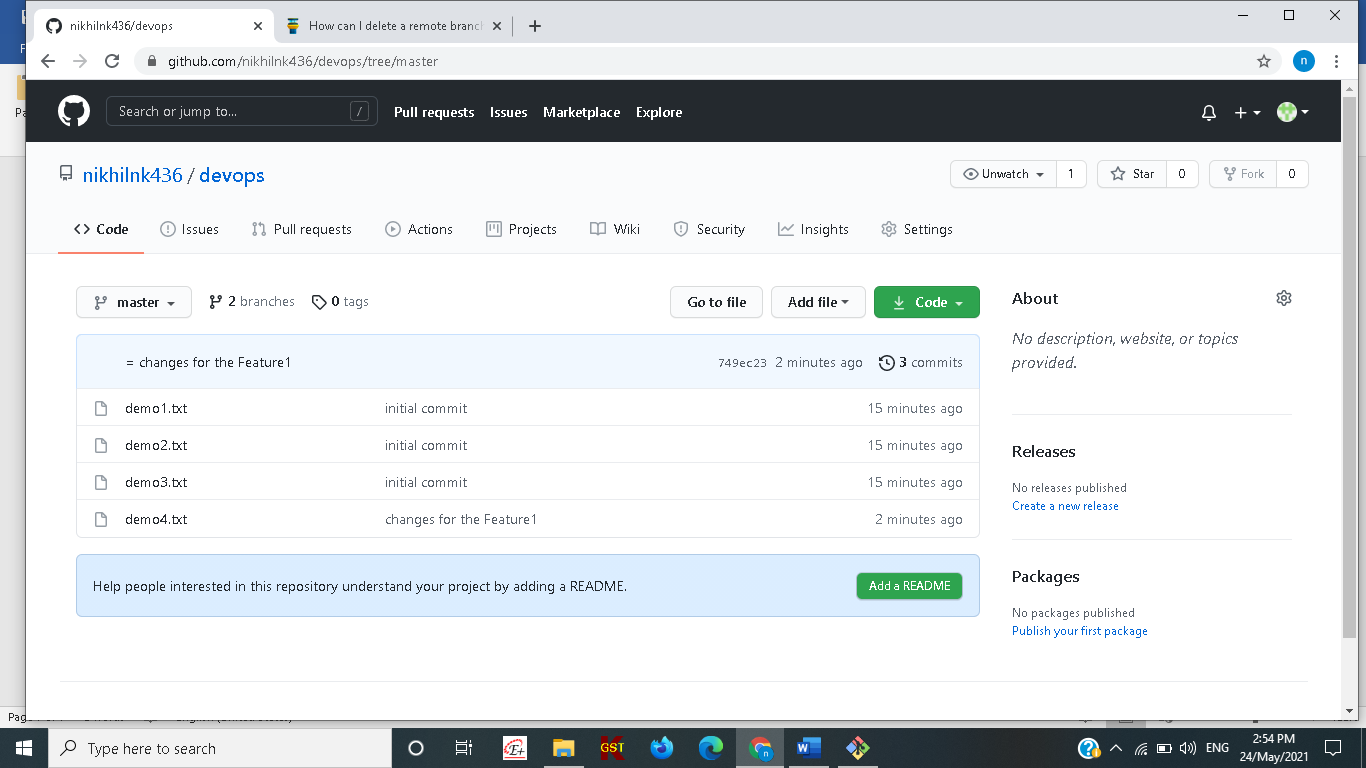 nikhilnk436/devops
How can I delete a remote branch
github.com/nikhilnk436/devops/tree/master
n
Search or jump to...
/
Pull requests
Issues
Marketplace
Explore
nikhilnk436 / devops
Unwatch
1
Star
0
Fork
0
Code
Issues
Pull requests
Actions
Projects
Wiki
Security
Insights
Settings
master
2 branches
0 tags
Go to file
Add file
Code
= changes for the Feature1
749ec23 2 minutes ago
3 commits
demo1.txt initial commit 15 minutes ago
demo2.txt initial commit 15 minutes ago
demo3.txt initial commit 15 minutes ago
demo4.txt changes for the Feature1 2 minutes ago
Help people interested in this repository understand your project by adding a README.
Add a README
About
No description, website, or topics
provided.
Releases
No releases published
Create a new release
Packages
No packages published
Publish your first package
Type here to search
GST
ENG
2:54 PM
24/May/2021